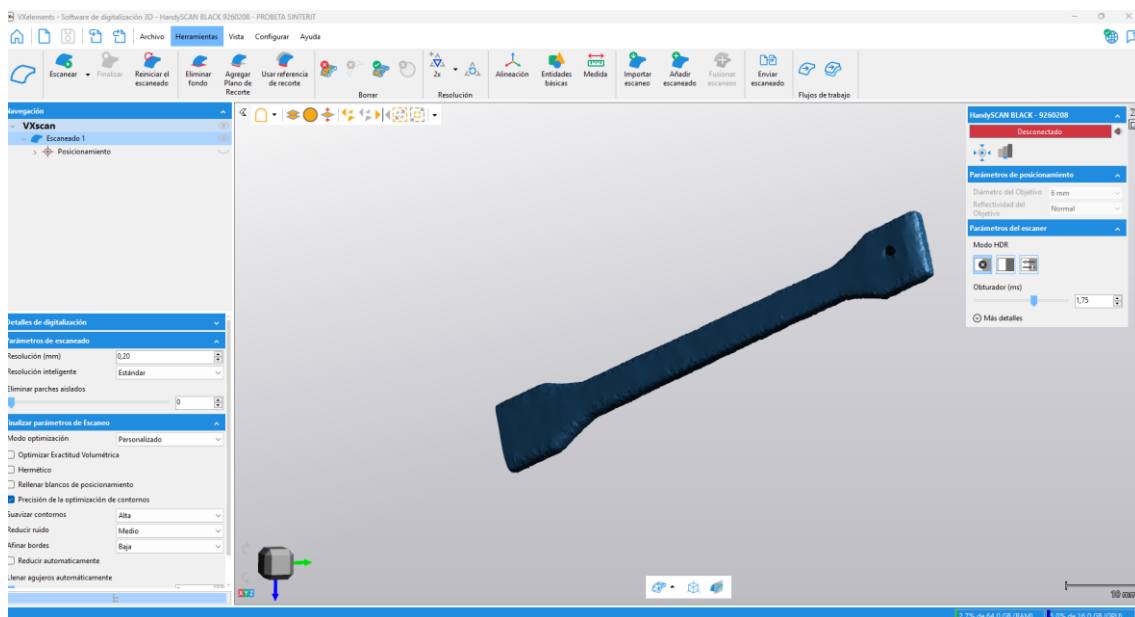 VXelements - Software de digitalización 3D - HandySCAN BLACK 9260208 - PROBETA SINTERIT
Archivo Herramientas Vista Configurar Ayuda
Escanear Finalizar Reiniciar el escaneado Eliminar fondo Agregar Plano de Recorte Usar referencia de recorte 2x Alineación Entidades básicas Medida Importar escaneo Añadir escaneado Fusionar escaneos Enviar escaneado
Borrar Resolución Flujos de trabajo
Navegación
VXscan
Escaneado 1
Posicionamiento
Detalles de digitalización
Parámetros de escaneado
Resolución (mm) 0,20
Resolución inteligente Estándar
Eliminar parches aislados
0
Finalizar parámetros de Escaneo
Modo optimización Personalizado
Optimizar Exactitud Volumétrica
Hermético
Rellenar blancos de posicionamiento
Precisión de la optimización de contornos
Suavizar contornos Alta
Reducir ruido Medio
Afinar bordes Baja
Reducir automaticamente
Llenar agujeros automáticamente
XYZ
HandySCAN BLACK - 9260208
Desconectado
Parámetros de posicionamiento
Diámetro del Objetivo 6 mm
Reflectividad del Objetivo Normal
Parámetros del escaner
Modo HDR
Obturador (ms)
1,75
Más detalles
10 mm